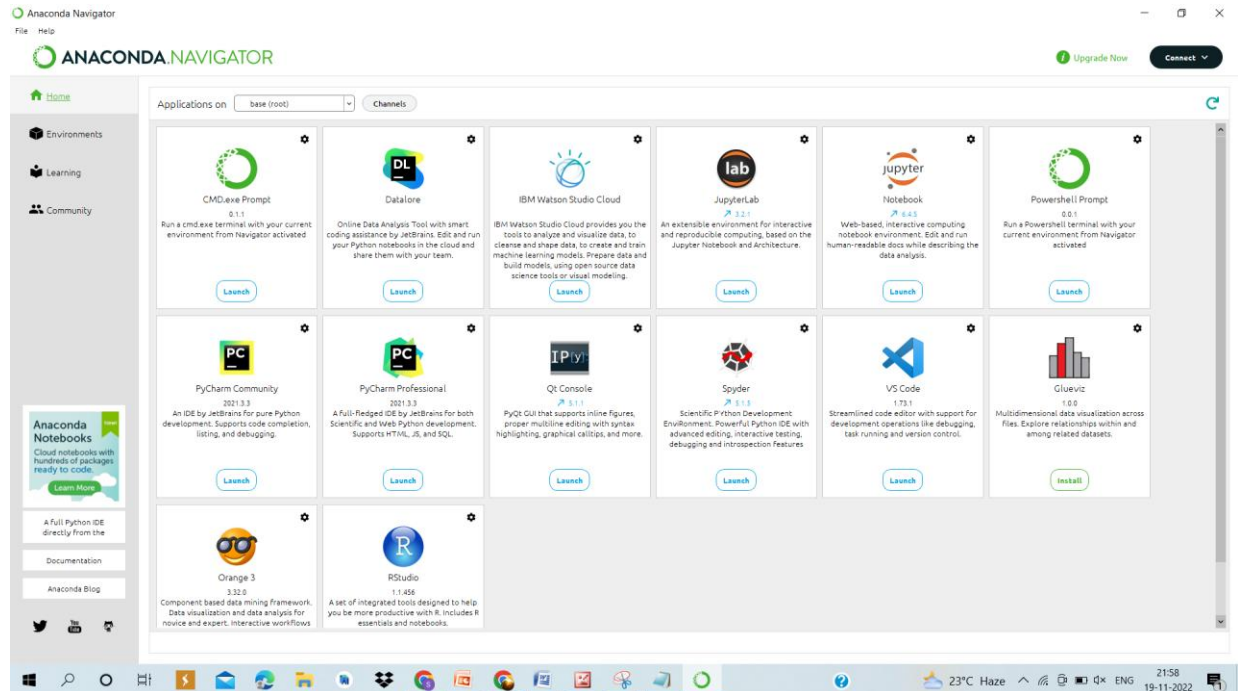 Anaconda Navigator
File Help
ANACONDA.NAVIGATOR
Upgrade Now
Connect
Home
Environments
Learning
Community
Applications on
base (root)
Channels
CMD.exe Prompt
0.1.1
Run a cmd.exe terminal with your current
environment from Navigator activated
Launch
DL
Datalore
Online Data Analysis Tool with smart
coding assistance by JetBrains. Edit and run
your Python notebooks in the cloud and
share them with your team.
Launch
IBM Watson Studio Cloud
IBM Watson Studio Cloud provides you the
tools to analyze and visualize data, to
cleanse and shape data, to create and train
machine learning models. Prepare data and
build models, using open source data
science tools or visual modeling.
Launch
lab
JupyterLab
3.2.1
An extensible environment for interactive
and reproducible computing, based on the
Jupyter Notebook and Architecture.
Launch
jupyter
Notebook
6.4.5
Web-based, interactive computing
notebook environment. Edit and run
human-readable docs while describing the
data analysis.
Launch
Powershell Prompt
0.0.1
Run a Powershell terminal with your
current environment from Navigator
activated
Launch
PC
PyCharm Community
2021.3.3
An IDE by JetBrains for pure Python
development. Supports code completion,
listing, and debugging.
Launch
PC
PyCharm Professional
2021.3.3
A full-fledged IDE by JetBrains for both
Scientific and Web Python development.
Supports HTML, JS, and SQL.
Launch
IP[y]
Qt Console
5.1.1
PyQt GUI that supports inline figures,
proper multiline editing with syntax
highlighting, graphical calltips, and more.
Launch
Spyder
5.1.5
Scientific PYthon Development
EnviRonment. Powerful Python IDE with
advanced editing, interactive testing,
debugging and introspection features
Launch
VS Code
1.73.1
Streamlined code editor with support for
development operations like debugging,
task running and version control.
Launch
Glueviz
1.0.0
Multidimensional data visualization across
files. Explore relationships within and
among related datasets.
Install
Orange 3
3.32.0
Component based data mining framework.
Data visualization and data analysis for
novice and expert. Interactive workflows
R
RStudio
1.1.456
A set of integrated tools designed to help
you be more productive with R. Includes R
essentials and notebooks.
Anaconda
Notebooks
New
Cloud notebooks with
hundreds of packages
ready to code.
Learn More
A full Python IDE
directly from the
Documentation
Anaconda Blog
You
Tube
23°C Haze
ENG
21:58
19-11-2022